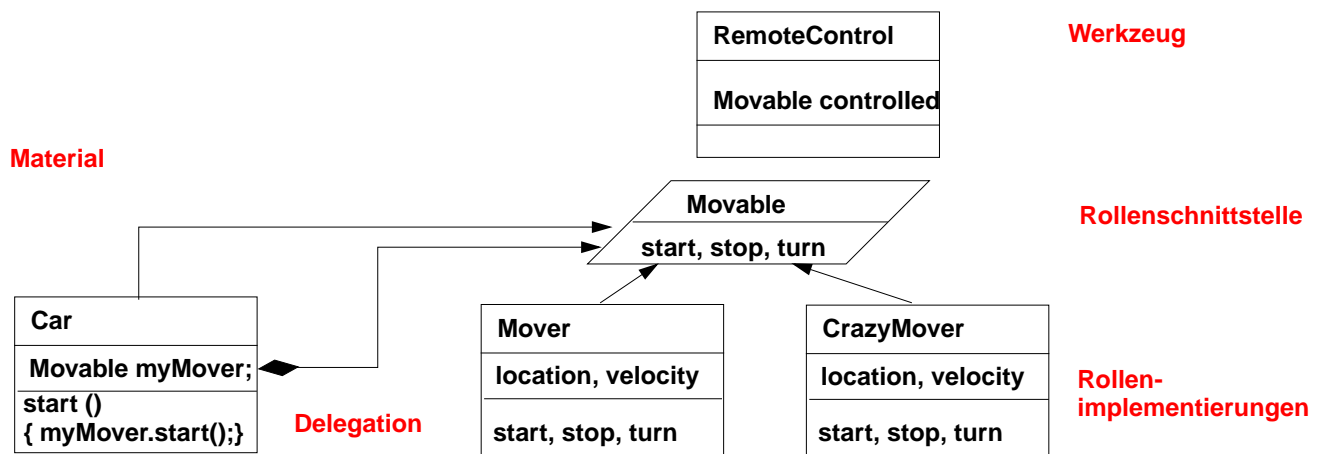 RemoteControl
Werkzeug
Movable controlled
Material
Movable
Rollenschnittstelle
start, stop, turn
Car
Movable myMover;
start ()
{ myMover.start();}
Delegation
Mover
location, velocity
start, stop, turn
CrazyMover
location, velocity
start, stop, turn
Rollen-
implementierungen